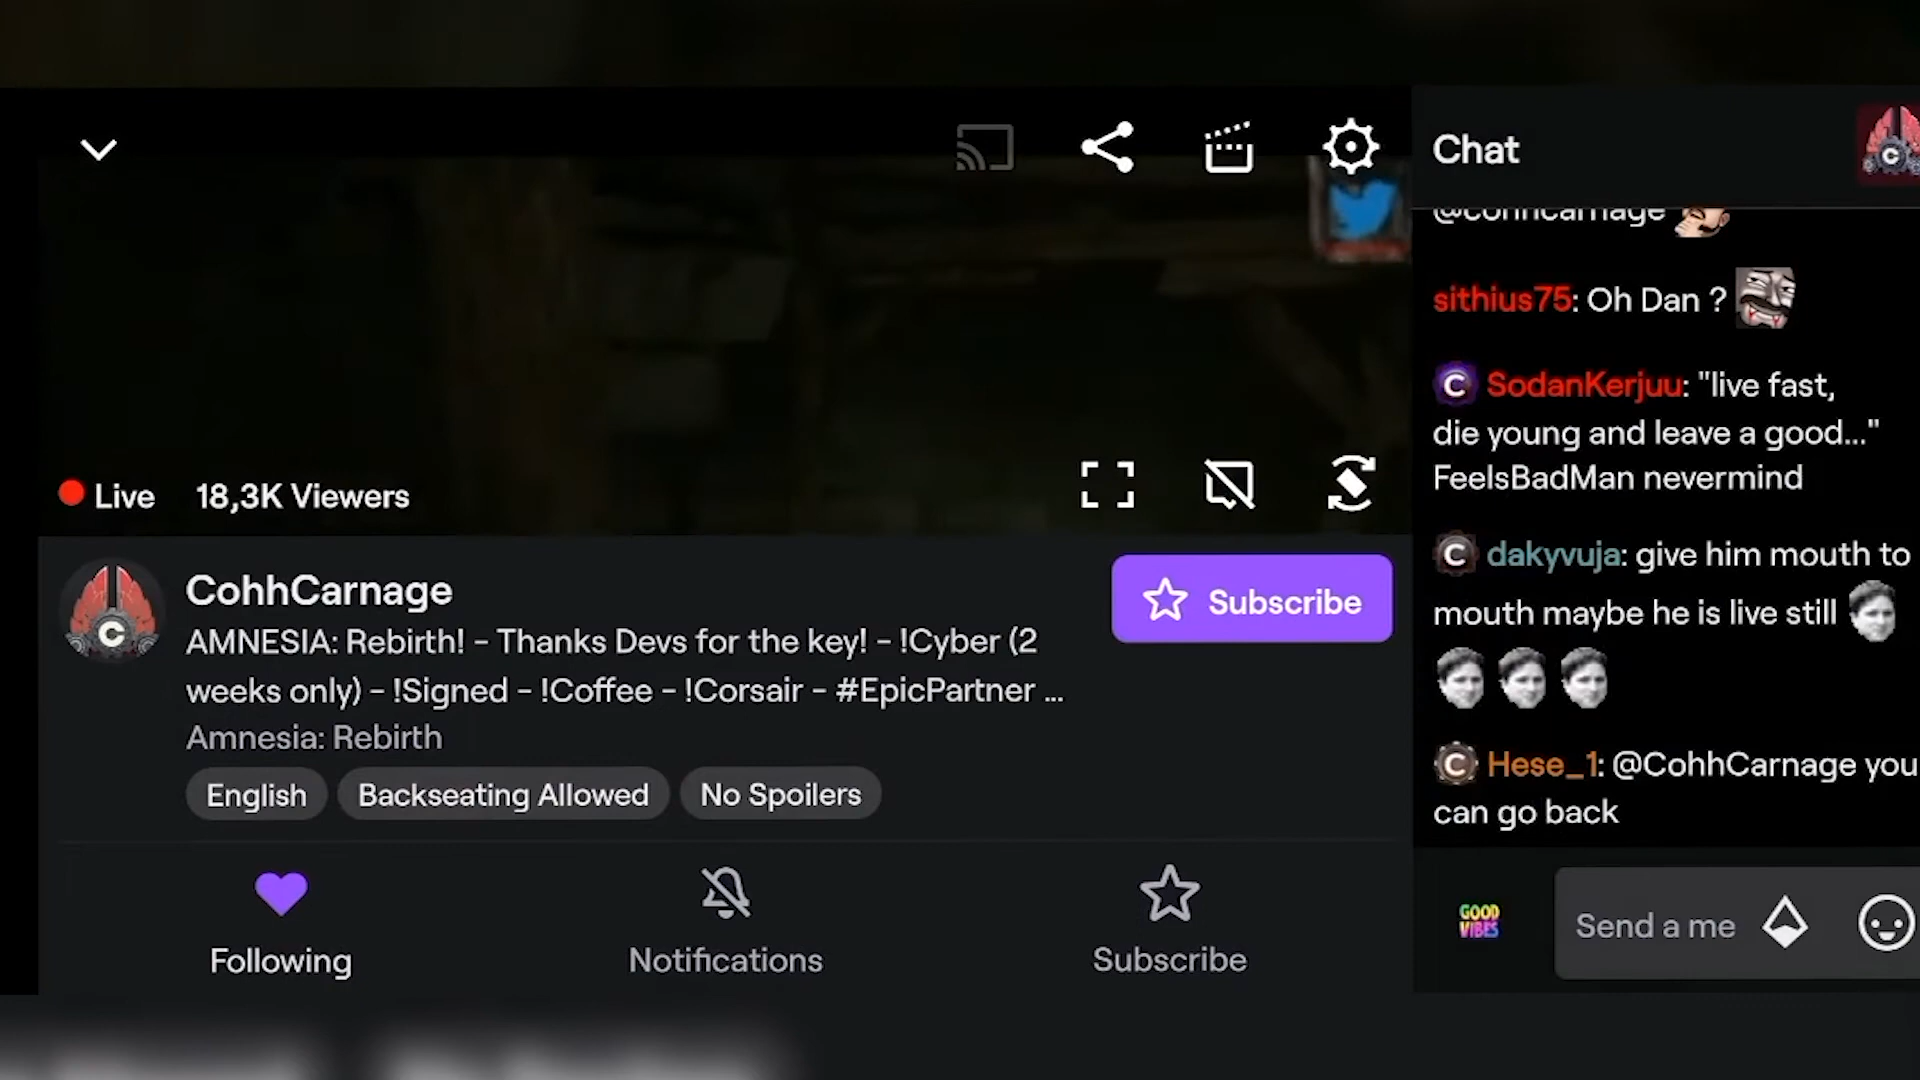 Live 18,3K Viewers
CohhCarnage
Subscribe
AMNESIA: Rebirth! - Thanks Devs for the key! - !Cyber (2
weeks only) - !Signed - !Coffee - !Corsair - #EpicPartner ...
Amnesia: Rebirth
English
Backseating Allowed
No Spoilers
Following
Notifications
Subscribe
Chat
@cohhcarnage
sithius75: Oh Dan ?
SodanKerjuu: "live fast,
die young and leave a good..."
FeelsBadMan nevermind
dakyvuja: give him mouth to
mouth maybe he is live still
Hese_1: @CohhCarnage you
can go back
GOOD
VIBES
Send a me